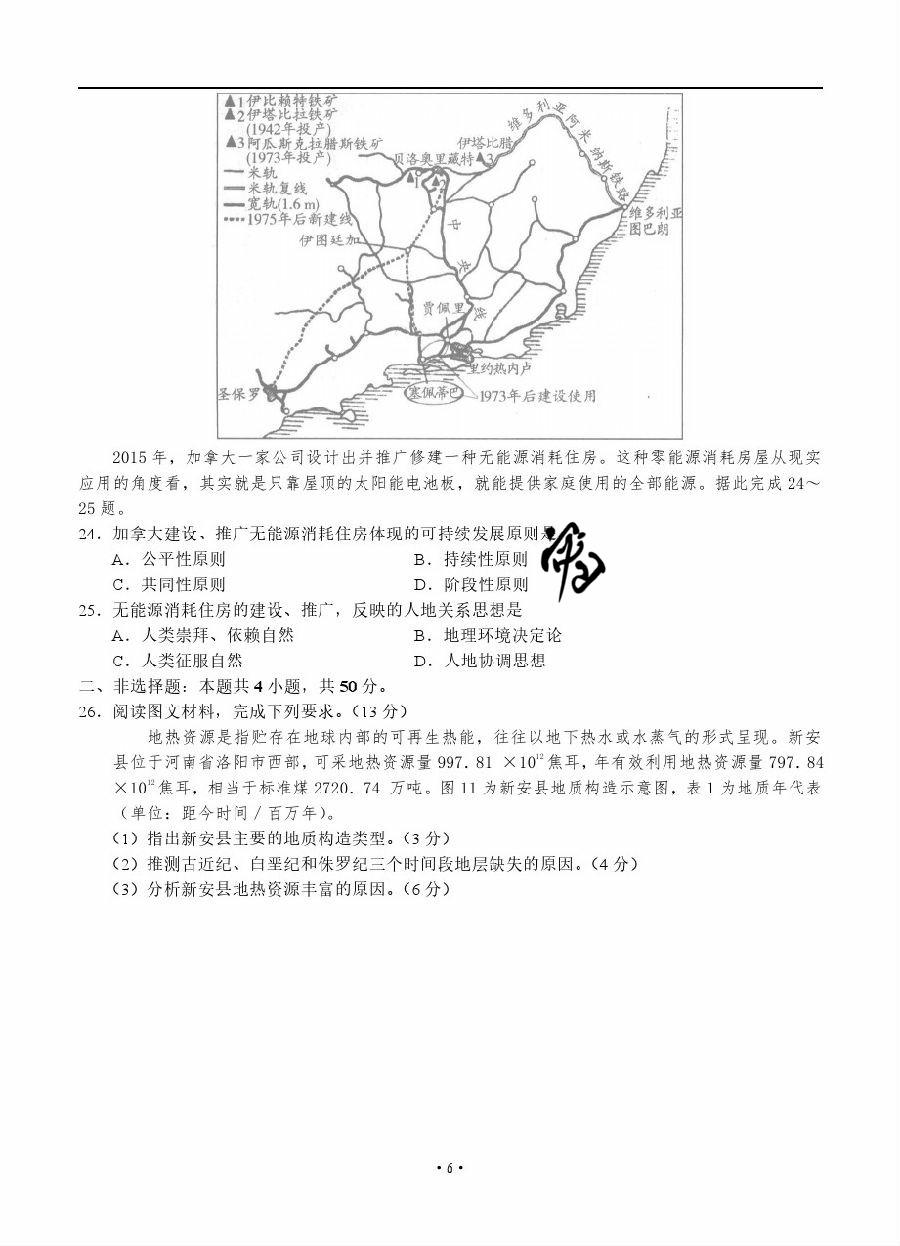 ▲1伊比赖特铁矿
▲2伊塔比拉铁矿
(1942年投产)
▲3阿瓜斯克拉腊斯铁矿
(1973年投产)
米轨
米轨复线
宽轨(1.6 m)
1975年后新建线
维多利亚阿米纳斯铁路
伊塔比腊
贝洛奥里藏特▲3
▲1
2
维多利亚
图巴朗
中央线
伊图廷加
贾佩里
里约热内卢
圣保罗
塞佩蒂巴
1973年后建设使用
2015 年，加拿大一家公司设计出并推广修建一种无能源消耗住房。这种零能源消耗房屋从现实
应用的角度看，其实就是只靠屋顶的太阳能电池板，就能提供家庭使用的全部能源。据此完成 24～
25 题。
24．加拿大建设、推广无能源消耗住房体现的可持续发展原则是
A．公平性原则 B．持续性原则
C．共同性原则 D．阶段性原则
25．无能源消耗住房的建设、推广，反映的人地关系思想是
A．人类崇拜、依赖自然 B．地理环境决定论
C．人类征服自然 D．人地协调思想
二、非选择题：本题共 4 小题，共 50 分。
26．阅读图文材料，完成下列要求。（13 分）
地热资源是指贮存在地球内部的可再生热能，往往以地下热水或水蒸气的形式呈现。新安
县位于河南省洛阳市西部，可采地热资源量 997．81 ×10¹²焦耳，年有效利用地热资源量 797．84
×10¹²焦耳，相当于标准煤 2720．74 万吨。图 11 为新安县地质构造示意图，表 1 为地质年代表
（单位：距今时间／百万年）。
（1）指出新安县主要的地质构造类型。（3 分）
（2）推测古近纪、白垩纪和侏罗纪三个时间段地层缺失的原因。（4 分）
（3）分析新安县地热资源丰富的原因。（6 分）
·6·